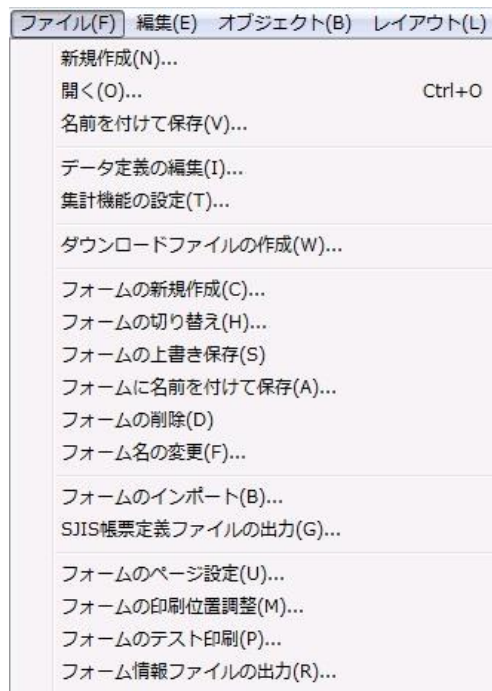 ファイル(F) 編集(E) オブジェクト(B) レイアウト(L)
新規作成(N)...
開く(O)... Ctrl+O
名前を付けて保存(V)...
データ定義の編集(I)...
集計機能の設定(T)...
ダウンロードファイルの作成(W)...
フォームの新規作成(C)...
フォームの切り替え(H)...
フォームの上書き保存(S)
フォームに名前を付けて保存(A)...
フォームの削除(D)
フォーム名の変更(F)...
フォームのインポート(B)...
SJIS帳票定義ファイルの出力(G)...
フォームのページ設定(U)...
フォームの印刷位置調整(M)...
フォームのテスト印刷(P)...
フォーム情報ファイルの出力(R)...